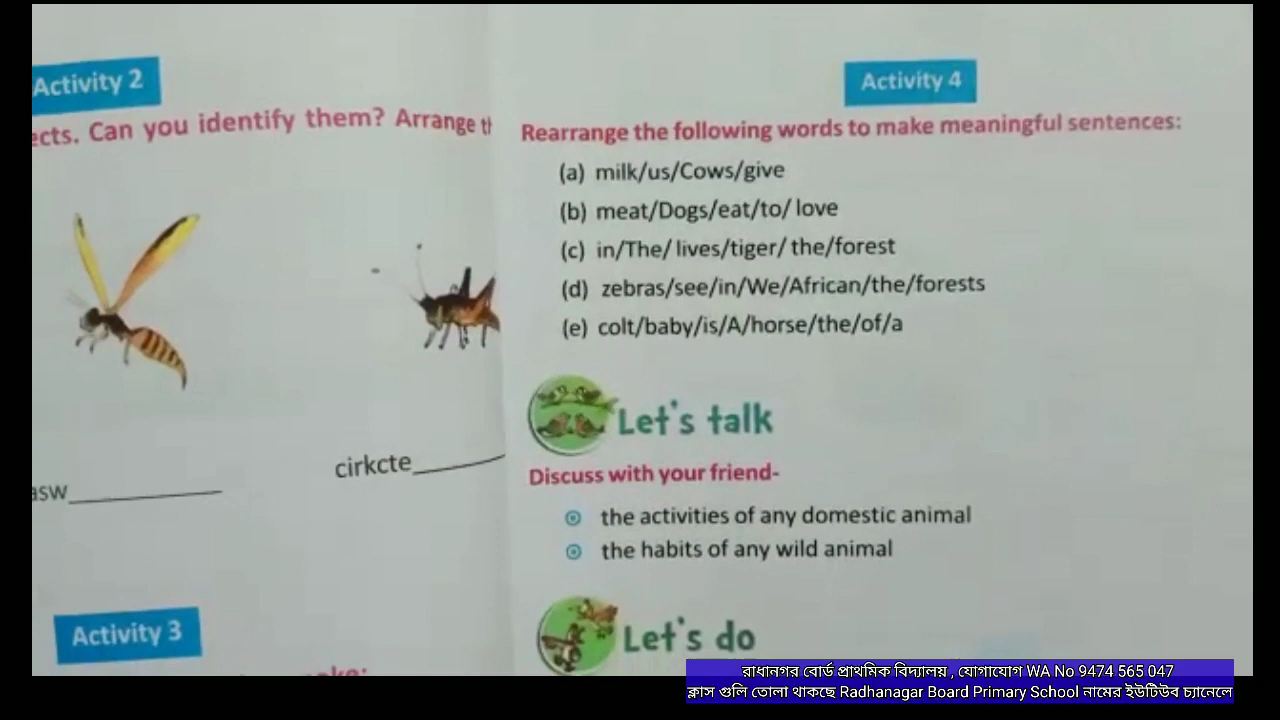 Activity 2
ects. Can you identify them? Arrange th
cirkcte
asw
Activity 3
Activity 4
Rearrange the following words to make meaningful sentences:
(a) milk/us/Cows/give
(b) meat/Dogs/eat/to/ love
(c) in/The/ lives/tiger/ the/forest
(d) zebras/see/in/We/African/the/forests
(e) colt/baby/is/A/horse/the/of/a
Let's talk
Discuss with your friend-
the activities of any domestic animal
the habits of any wild animal
Let's do
রাধানগর বোর্ড প্রাথমিক বিদ্যালয় , যোগাযোগ WA No 9474 565 047
ক্লাস গুলি তোলা থাকছে Radhanagar Board Primary School নামের ইউটিউব চ্যানেলে